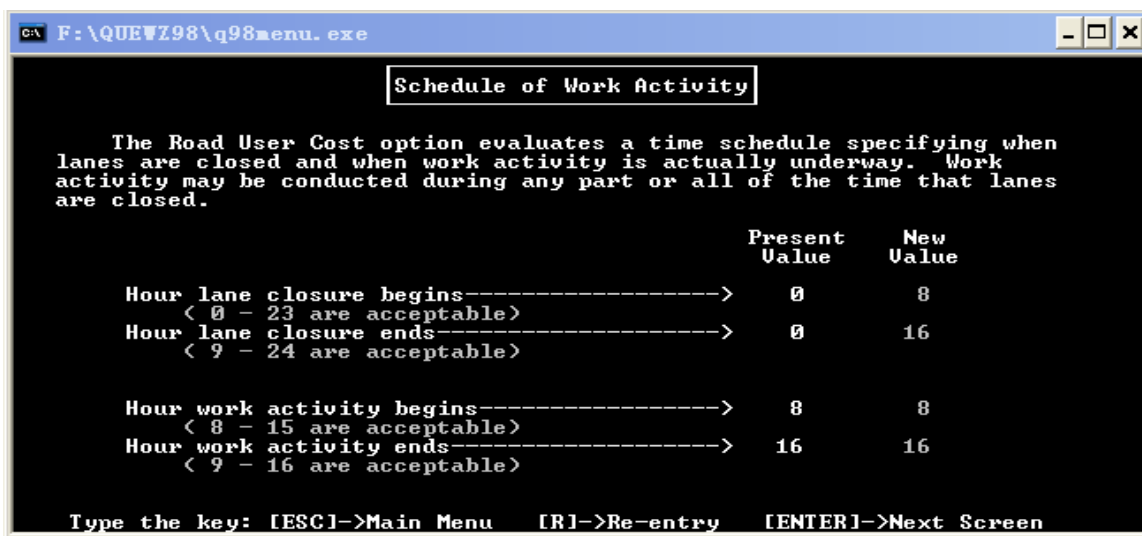 F:\QUEWZ98\q98menu.exe
Schedule of Work Activity
The Road User Cost option evaluates a time schedule specifying when
lanes are closed and when work activity is actually underway. Work
activity may be conducted during any part or all of the time that lanes
are closed.
Present New
Value Value
Hour lane closure begins------------------> 0 8
( 0 - 23 are acceptable)
Hour lane closure ends--------------------> 0 16
( 9 - 24 are acceptable)
Hour work activity begins-----------------> 8 8
( 8 - 15 are acceptable)
Hour work activity ends-------------------> 16 16
( 9 - 16 are acceptable)
Type the key: [ESC]->Main Menu [R]->Re-entry [ENTER]->Next Screen